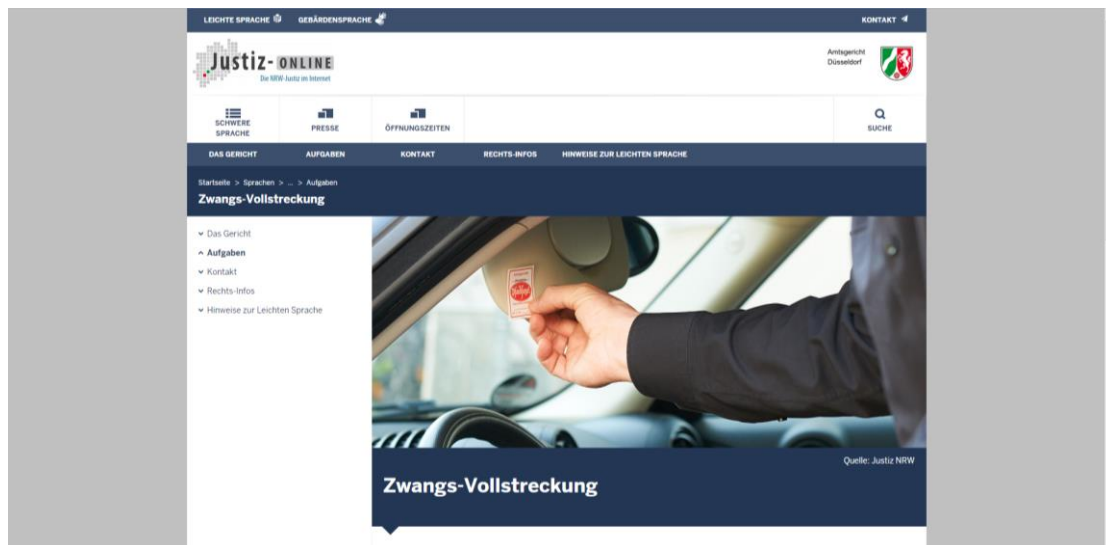 LEICHTE SPRACHE
GEBÄRDENSPRACHE
KONTAKT
Justiz-ONLINE
Die NRW-Justiz im Internet
Amtsgericht
Düsseldorf
SCHWERE
SPRACHE
PRESSE
ÖFFNUNGSZEITEN
SUCHE
DAS GERICHT
AUFGABEN
KONTAKT
RECHTS-INFOS
HINWEISE ZUR LEICHTEN SPRACHE
Startseite > Sprachen > ... > Aufgaben
Zwangs-Vollstreckung
Das Gericht
Aufgaben
Kontakt
Rechts-Infos
Hinweise zur Leichten Sprache
Quelle: Justiz NRW
Zwangs-Vollstreckung